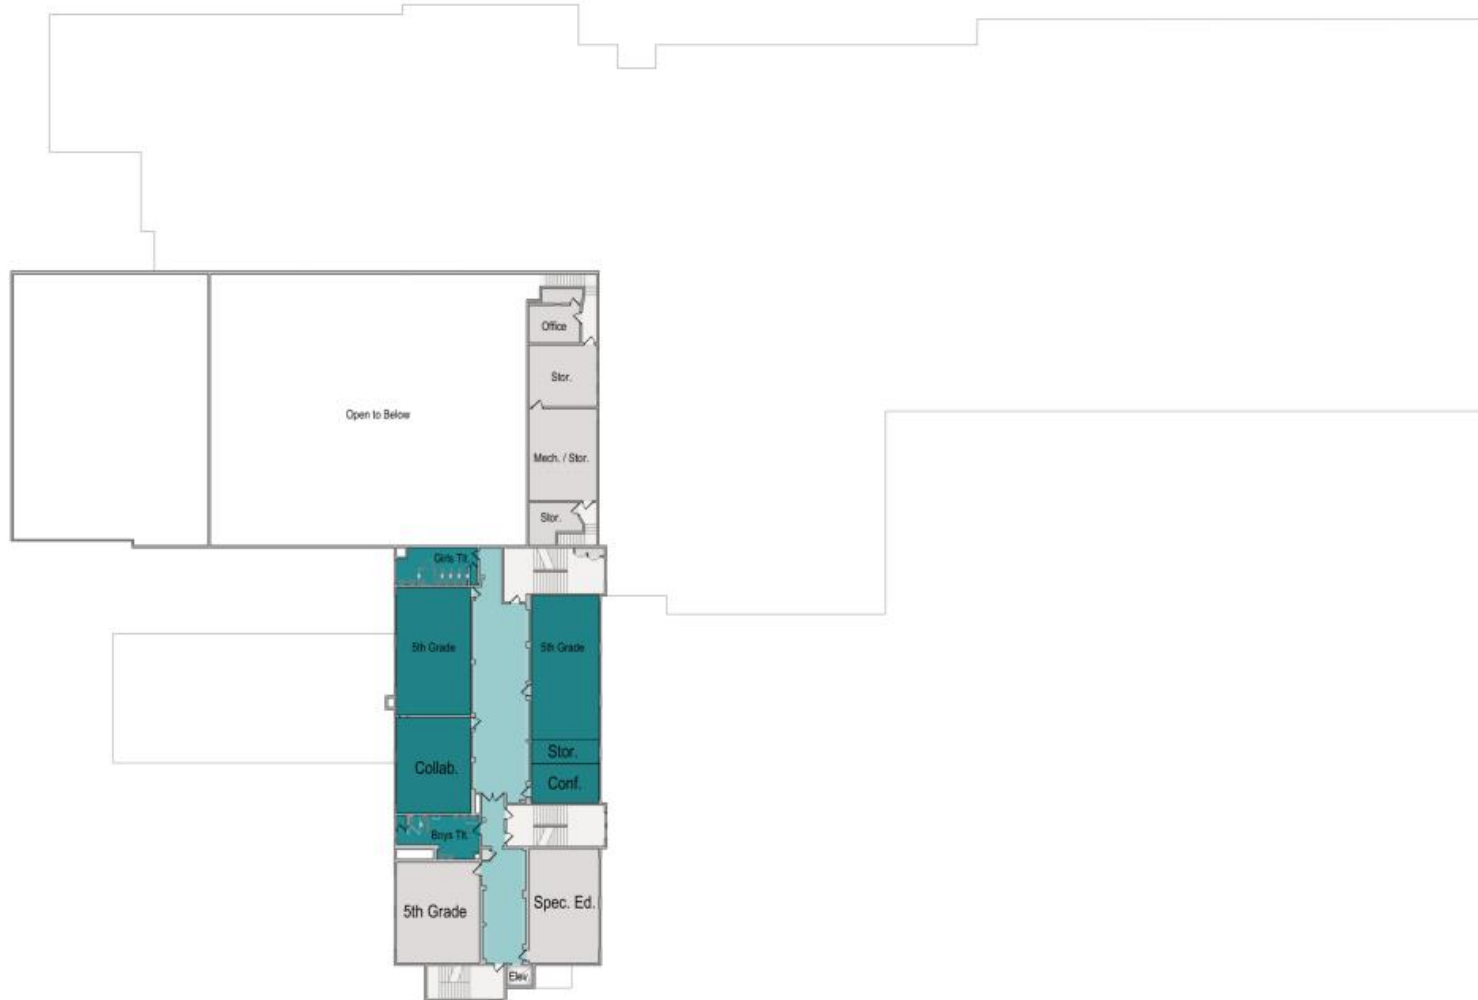 Office
Stor.
Open to Below
Mech. / Stor.
Stor.
Girls Tlt.
5th Grade
5th Grade
Stor.
Collab.
Conf.
Boys Tlt.
5th Grade
Spec. Ed.
Elev.